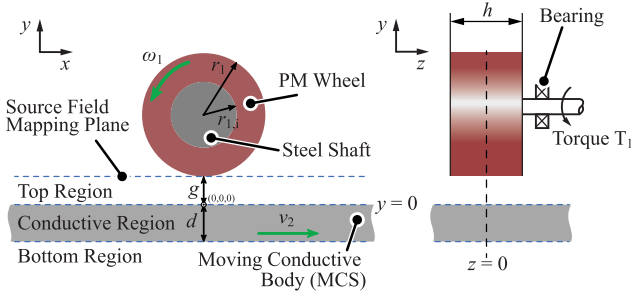 y
x
ω₁
r₁
r₁,ᵢ
PM Wheel
Steel Shaft
Source Field
Mapping Plane
Top Region
g
(0,0,0)
Conductive Region
d
v₂
Bottom Region
Moving Conductive
Body (MCS)
y = 0
y
z
h
Bearing
Torque T₁
z = 0